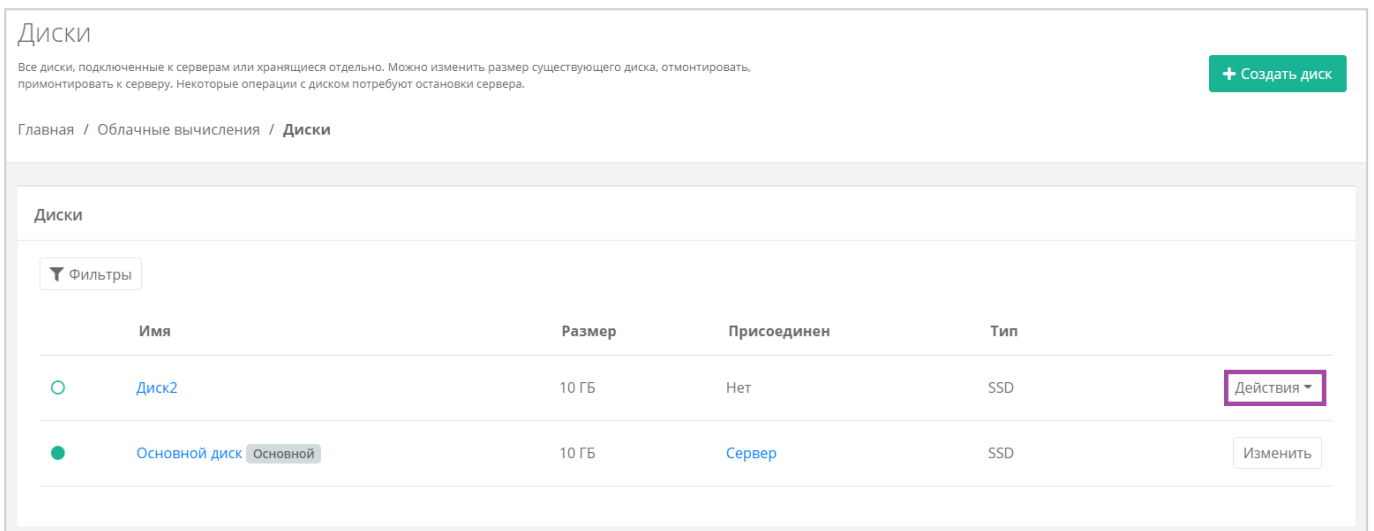 Диски
Все диски, подключенные к серверам или хранящиеся отдельно. Можно изменить размер существующего диска, отмонтировать,
примонтировать к серверу. Некоторые операции с диском потребуют остановки сервера.
+ Создать диск
Главная / Облачные вычисления / Диски
Диски
Фильтры
Имя Размер Присоединен Тип
Диск2 10 ГБ Нет SSD Действия
Основной диск Основной 10 ГБ Сервер SSD Изменить